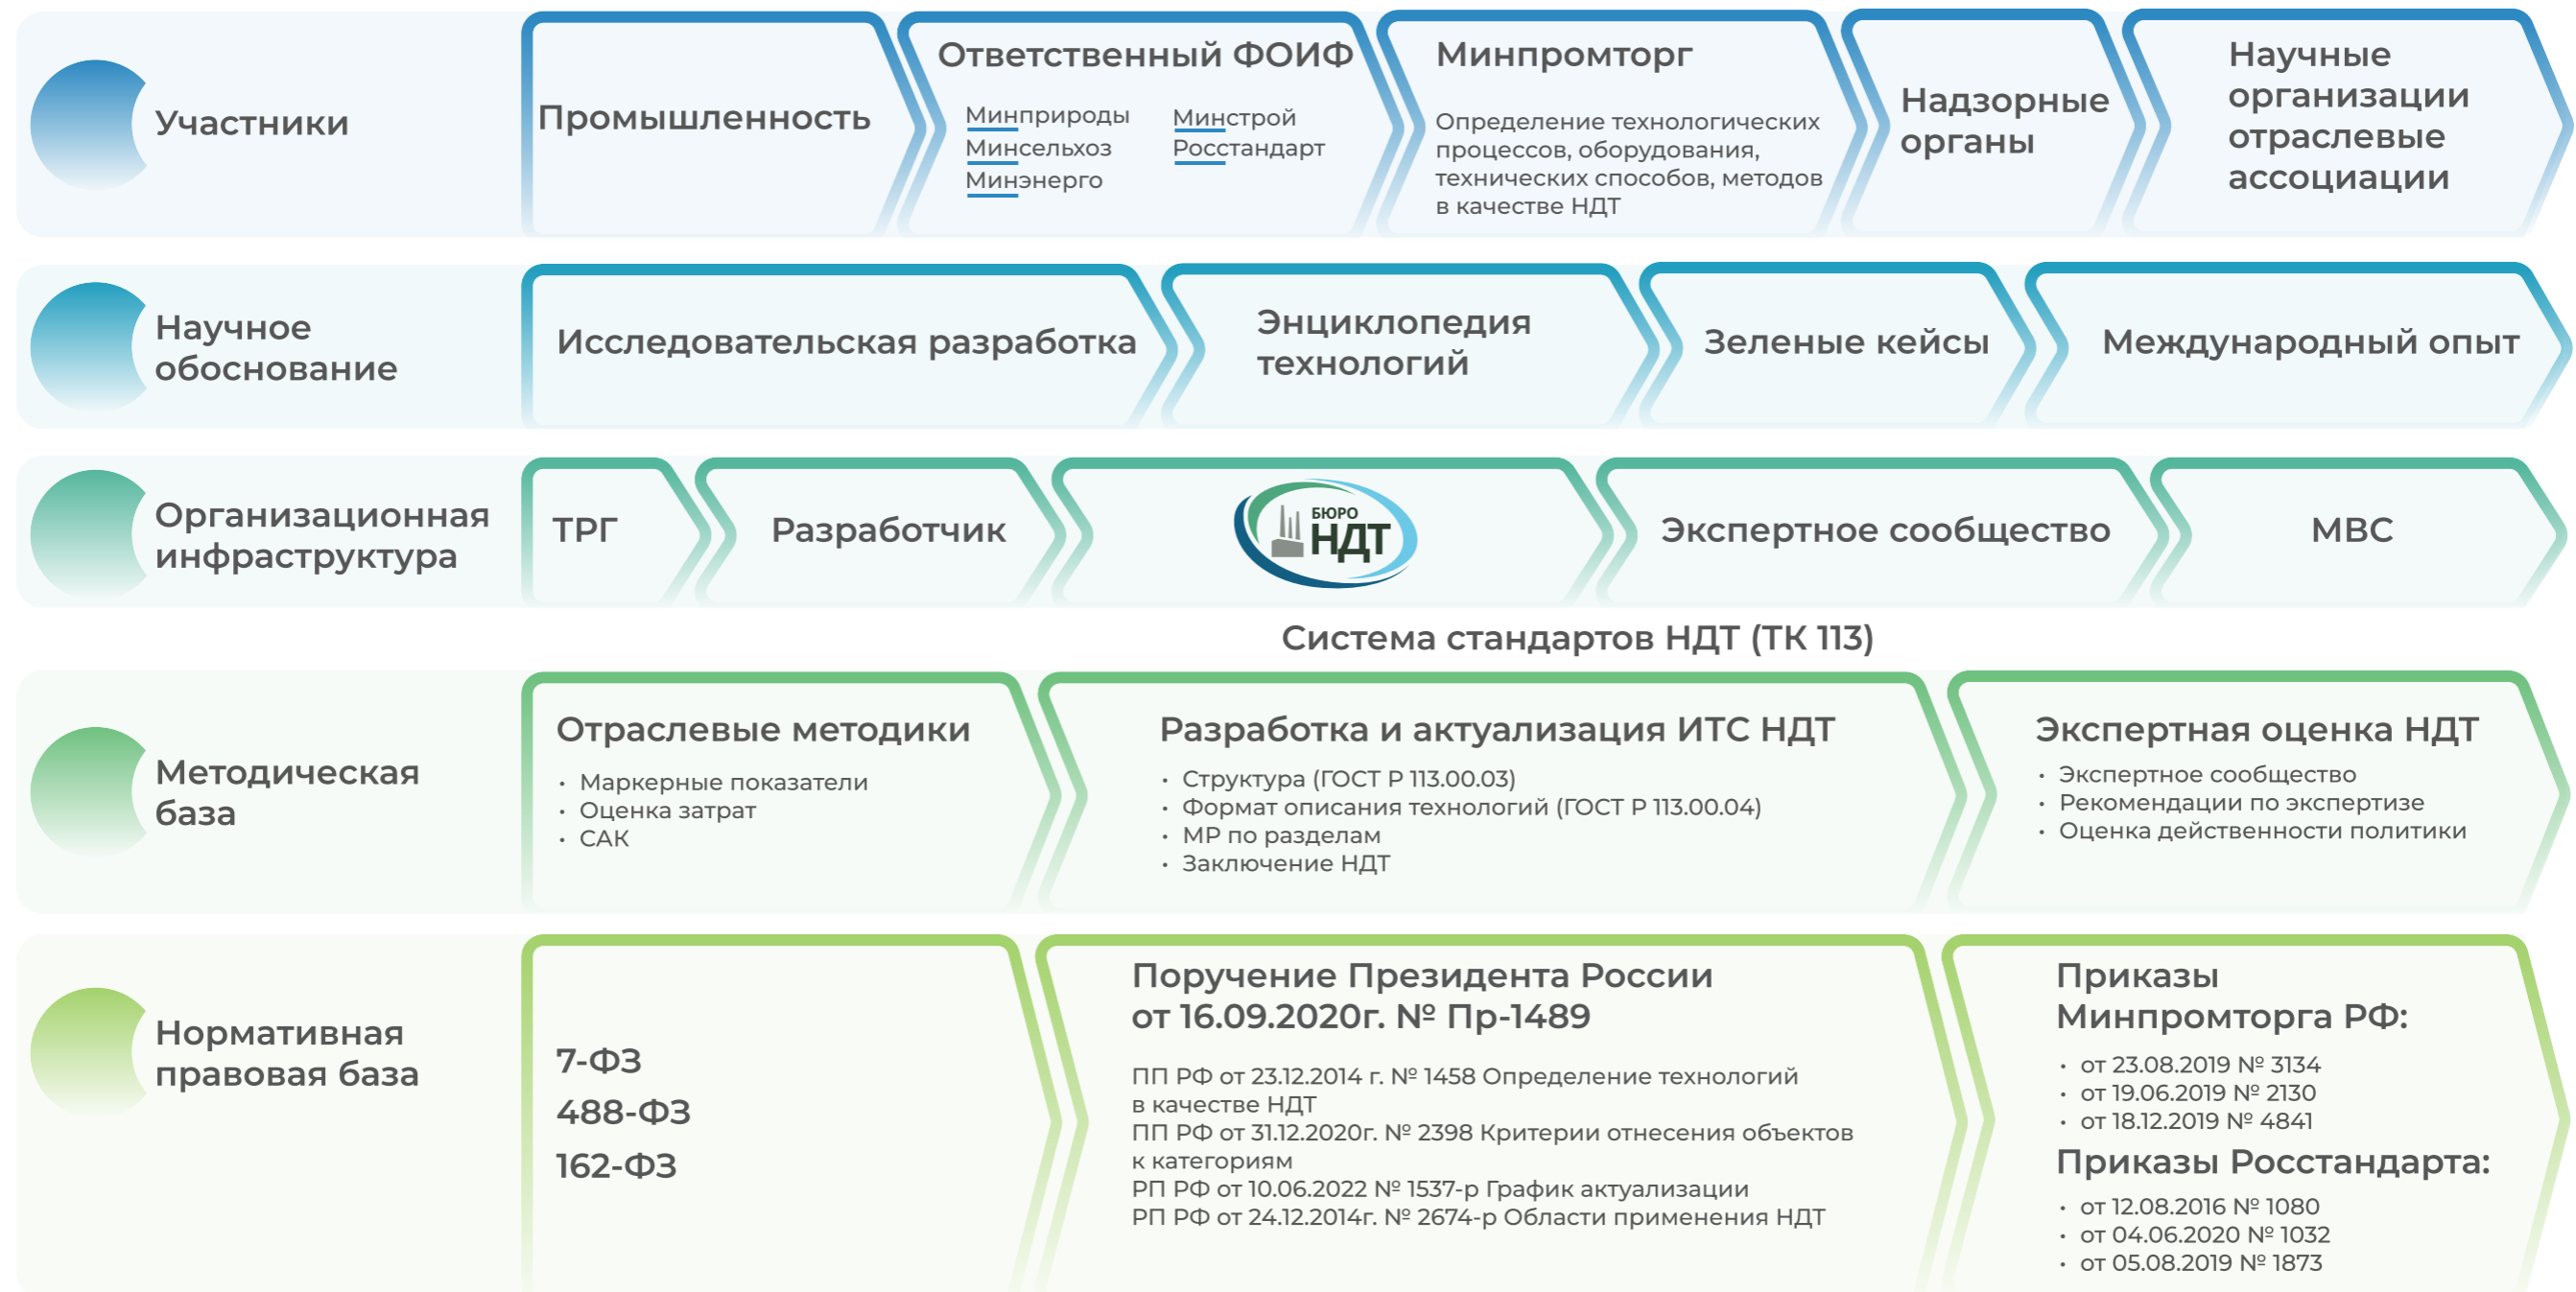 Участники
Промышленность
Ответственный ФОИФ
Минприроды
Минсельхоз
Минэнерго
Минстрой
Росстандарт
Минпромторг
Определение технологических
процессов, оборудования,
технических способов, методов
в качестве НДТ
Надзорные
органы
Научные
организации
отраслевые
ассоциации
Научное
обоснование
Исследовательская разработка
Энциклопедия
технологий
Зеленые кейсы
Международный опыт
Организационная
инфраструктура
ТРГ
Разработчик
БЮРО
НДТ
Экспертное сообщество
МВС
Система стандартов НДТ (ТК 113)
Методическая
база
Отраслевые методики
• Маркерные показатели
• Оценка затрат
• САК
Разработка и актуализация ИТС НДТ
• Структура (ГОСТ Р 113.00.03)
• Формат описания технологий (ГОСТ Р 113.00.04)
• МР по разделам
• Заключение НДТ
Экспертная оценка НДТ
• Экспертное сообщество
• Рекомендации по экспертизе
• Оценка действенности политики
Нормативная
правовая база
7-ФЗ
488-ФЗ
162-ФЗ
Поручение Президента России
от 16.09.2020г. № Пр-1489
ПП РФ от 23.12.2014 г. № 1458 Определение технологий
в качестве НДТ
ПП РФ от 31.12.2020г. № 2398 Критерии отнесения объектов
к категориям
РП РФ от 10.06.2022 № 1537-р График актуализации
РП РФ от 24.12.2014г. № 2674-р Области применения НДТ
Приказы
Минпромторга РФ:
• от 23.08.2019 № 3134
• от 19.06.2019 № 2130
• от 18.12.2019 № 4841
Приказы Росстандарта:
• от 12.08.2016 № 1080
• от 04.06.2020 № 1032
• от 05.08.2019 № 1873